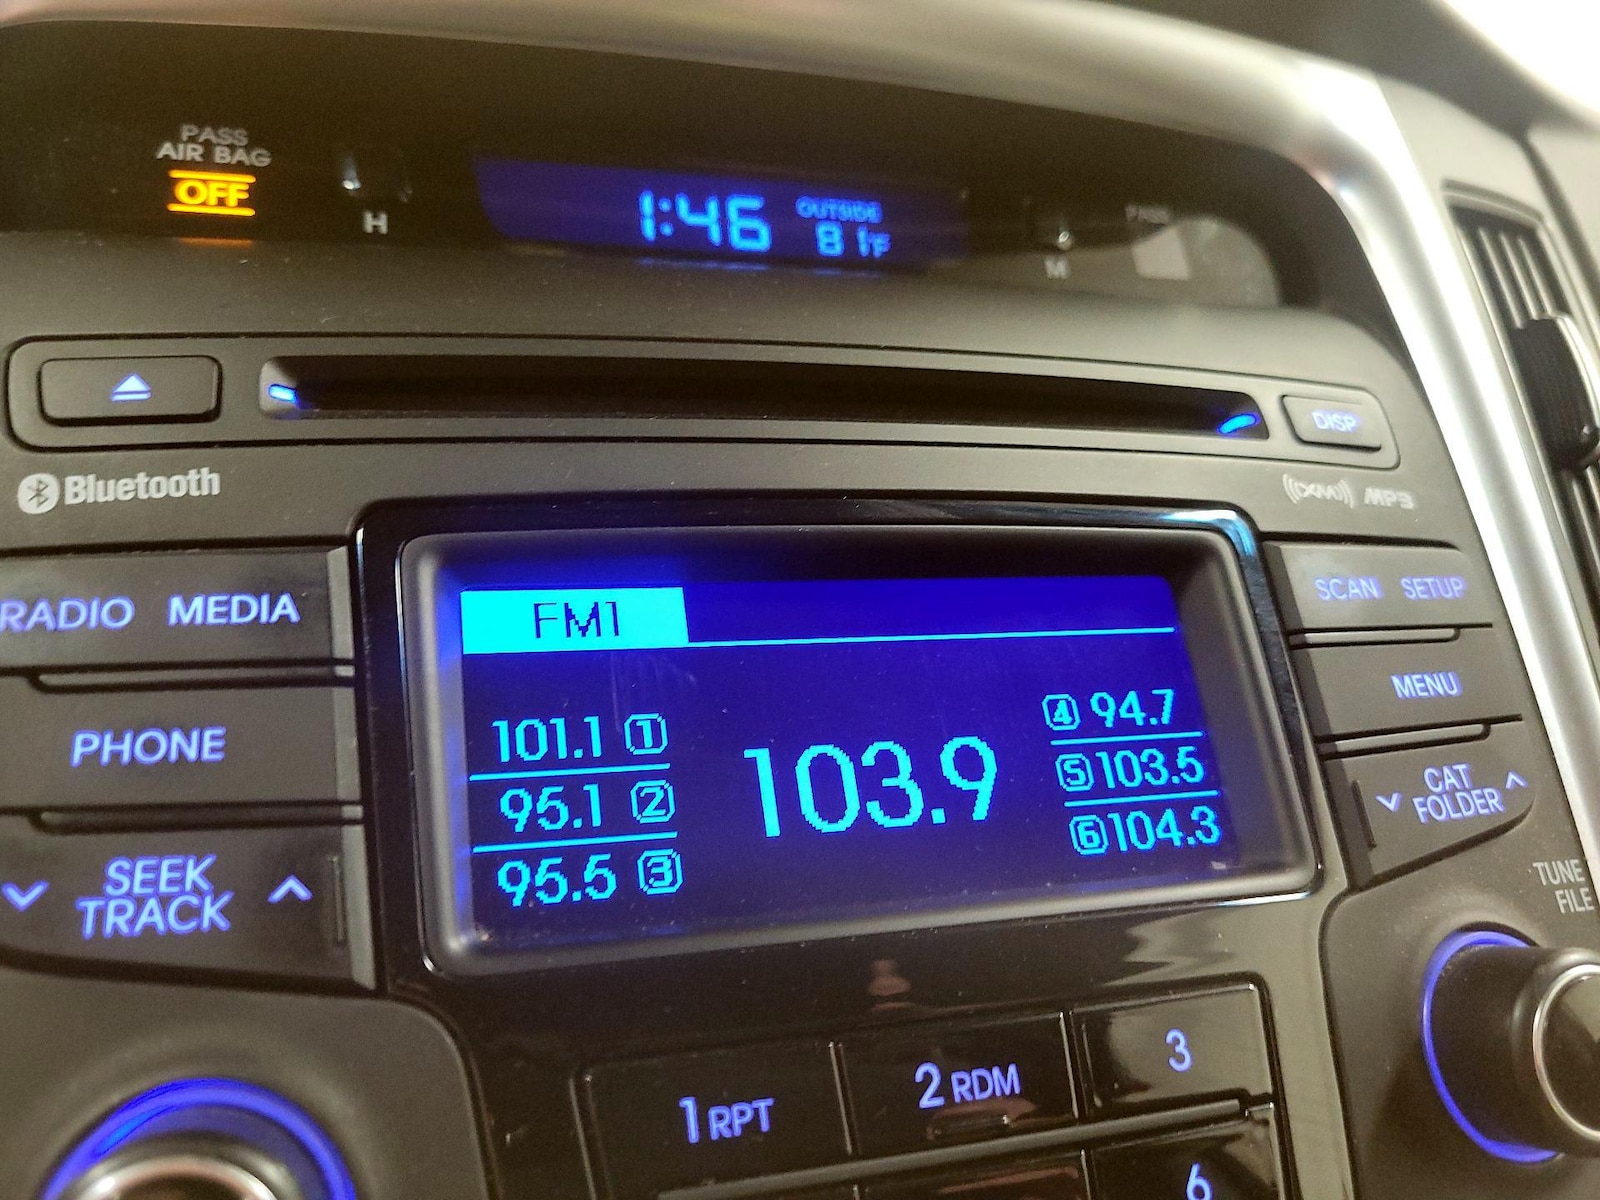 PASS
AIR BAG
OFF
H
1:46
OUTSIDE
81°F
M
PASS
DISP
Bluetooth
XM MP3
RADIO MEDIA
SCAN SETUP
FM1
PHONE
MENU
101.1 1
95.1 2
95.5 3
103.9
4 94.7
5 103.5
6 104.3
SEEK
TRACK
CAT
FOLDER
TUNE
FILE
1 RPT
2 RDM
3
6